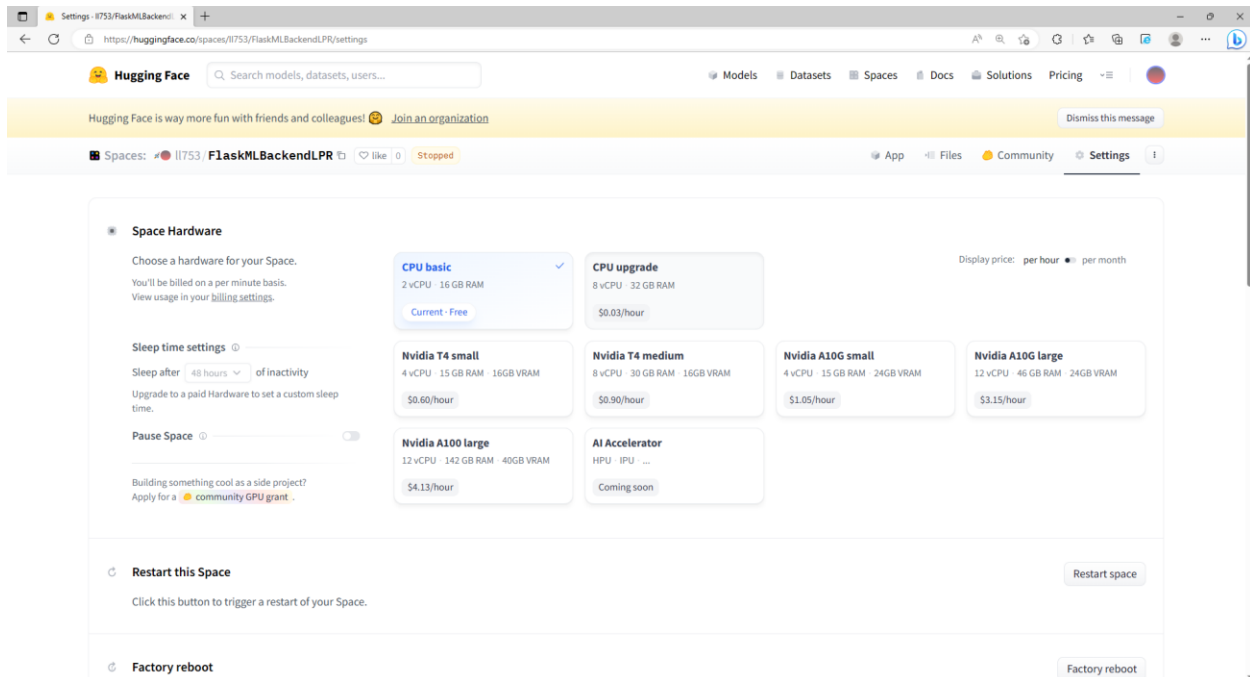 Settings - ll753/FlaskMLBackendL
https://huggingface.co/spaces/ll753/FlaskMLBackendLPR/settings
Hugging Face
Search models, datasets, users...
Models
Datasets
Spaces
Docs
Solutions
Pricing
Hugging Face is way more fun with friends and colleagues! 🤗 Join an organization
Dismiss this message
Spaces: ll753/FlaskMLBackendLPR
like 0
Stopped
App
Files
Community
Settings
Space Hardware
Choose a hardware for your Space.
You'll be billed on a per minute basis.
View usage in your billing settings.
Display price: per hour per month
CPU basic
2 vCPU · 16 GB RAM
Current - Free
CPU upgrade
8 vCPU · 32 GB RAM
$0.03/hour
Sleep time settings
Sleep after 48 hours of inactivity
Upgrade to a paid Hardware to set a custom sleep
time.
Pause Space
Nvidia T4 small
4 vCPU · 15 GB RAM · 16GB VRAM
$0.60/hour
Nvidia T4 medium
8 vCPU · 30 GB RAM · 16GB VRAM
$0.90/hour
Nvidia A10G small
4 vCPU · 15 GB RAM · 24GB VRAM
$1.05/hour
Nvidia A10G large
12 vCPU · 46 GB RAM · 24GB VRAM
$3.15/hour
Nvidia A100 large
12 vCPU · 142 GB RAM · 40GB VRAM
$4.13/hour
AI Accelerator
HPU · IPU · ...
Coming soon
Building something cool as a side project?
Apply for a community GPU grant .
Restart this Space
Restart space
Click this button to trigger a restart of your Space.
Factory reboot
Factory reboot